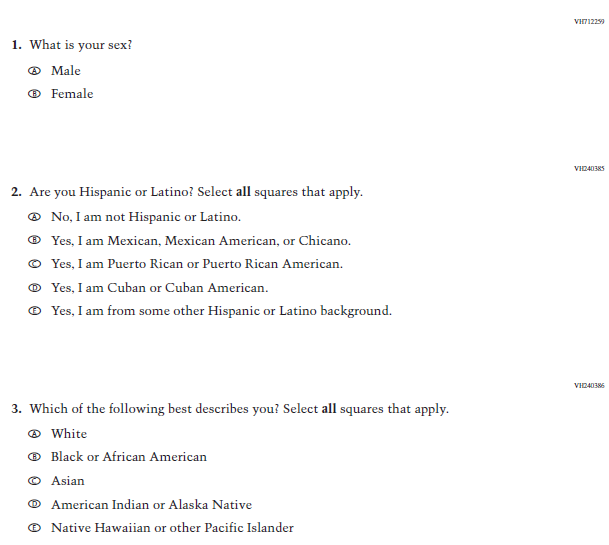 VH712259
1. What is your sex?
Ⓐ Male
Ⓑ Female
VH240385
2. Are you Hispanic or Latino? Select all squares that apply.
Ⓐ No, I am not Hispanic or Latino.
Ⓑ Yes, I am Mexican, Mexican American, or Chicano.
Ⓒ Yes, I am Puerto Rican or Puerto Rican American.
Ⓓ Yes, I am Cuban or Cuban American.
Ⓔ Yes, I am from some other Hispanic or Latino background.
VH240386
3. Which of the following best describes you? Select all squares that apply.
Ⓐ White
Ⓑ Black or African American
Ⓒ Asian
Ⓓ American Indian or Alaska Native
Ⓔ Native Hawaiian or other Pacific Islander